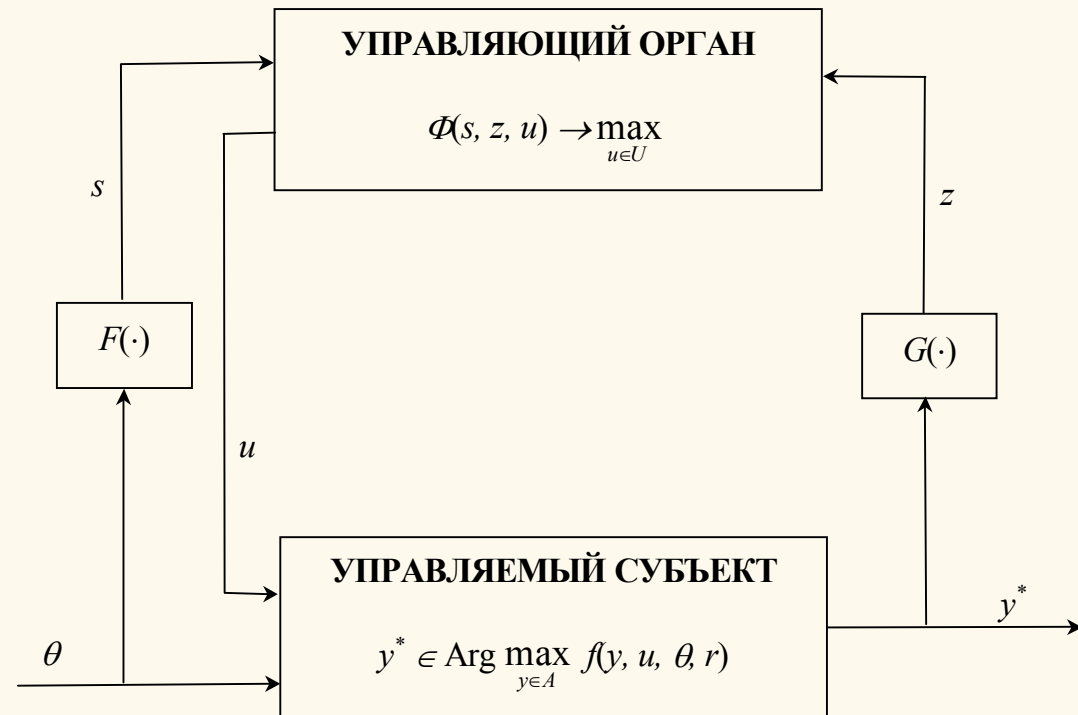 УПРАВЛЯЮЩИЙ ОРГАН
Φ(s, z, u) → max
u∈U
s
z
F(·)
G(·)
u
УПРАВЛЯЕМЫЙ СУБЪЕКТ
y*
θ
y* ∈ Arg max f(y, u, θ, r)
y∈A